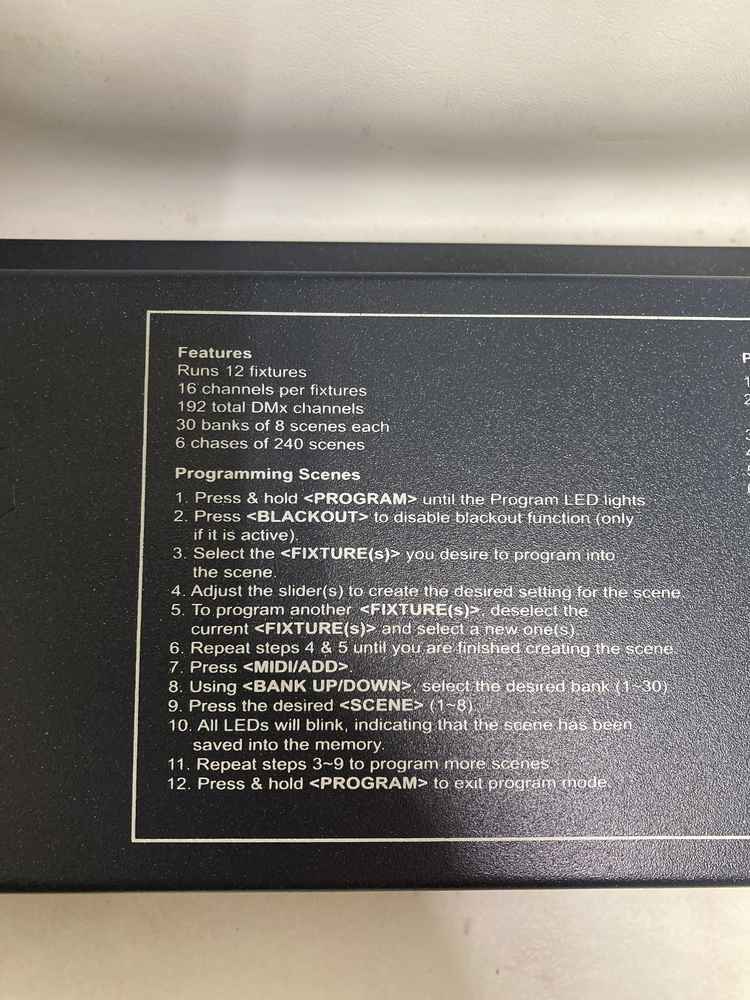 Features
Runs 12 fixtures
16 channels per fixtures
192 total DMx channels
30 banks of 8 scenes each
6 chases of 240 scenes
Programming Scenes
1. Press & hold <PROGRAM> until the Program LED lights
2. Press <BLACKOUT> to disable blackout function (only
if it is active).
3. Select the <FIXTURE(s)> you desire to program into
the scene.
4. Adjust the slider(s) to create the desired setting for the scene.
5. To program another <FIXTURE(s)>, deselect the
current <FIXTURE(s)> and select a new one(s).
6. Repeat steps 4 & 5 until you are finished creating the scene.
7. Press <MIDI/ADD>.
8. Using <BANK UP/DOWN>, select the desired bank (1~30).
9. Press the desired <SCENE> (1~8).
10. All LEDs will blink, indicating that the scene has been
saved into the memory.
11. Repeat steps 3~9 to program more scenes.
12. Press & hold <PROGRAM> to exit program mode.